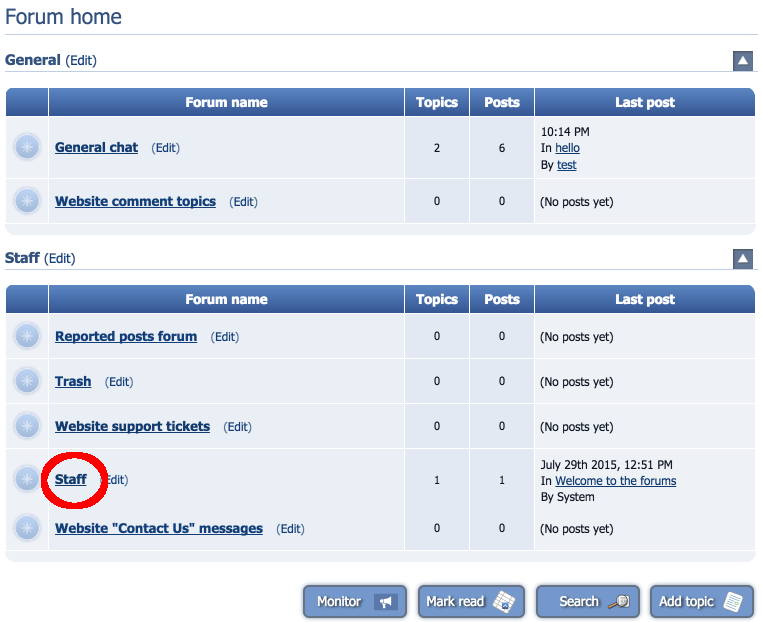 Forum home
General (Edit)
Forum name Topics Posts Last post
General chat (Edit) 2 6 10:14 PM
In hello
By test
Website comment topics (Edit) 0 0 (No posts yet)
Staff (Edit)
Forum name Topics Posts Last post
Reported posts forum (Edit) 0 0 (No posts yet)
Trash (Edit) 0 0 (No posts yet)
Website support tickets (Edit) 0 0 (No posts yet)
Staff (Edit) 1 1 July 29th 2015, 12:51 PM
In Welcome to the forums
By System
Website "Contact Us" messages (Edit) 0 0 (No posts yet)
Monitor Mark read Search Add topic